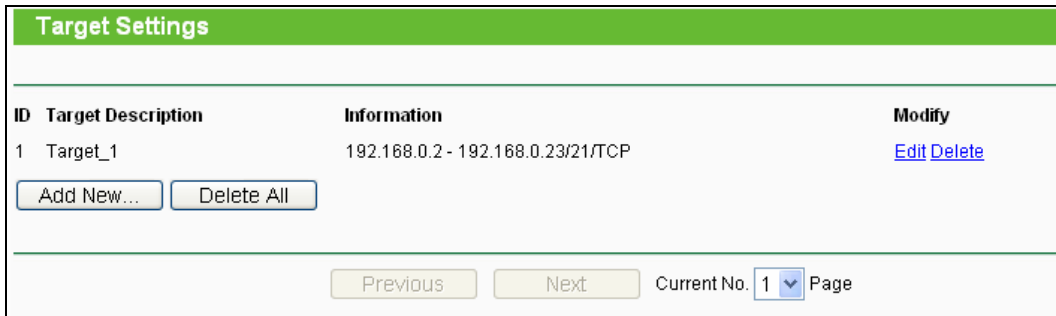 Target Settings
ID Target Description Information Modify
1 Target_1 192.168.0.2 - 192.168.0.23/21/TCP Edit Delete
Add New... Delete All
Previous Next Current No. 1 Page